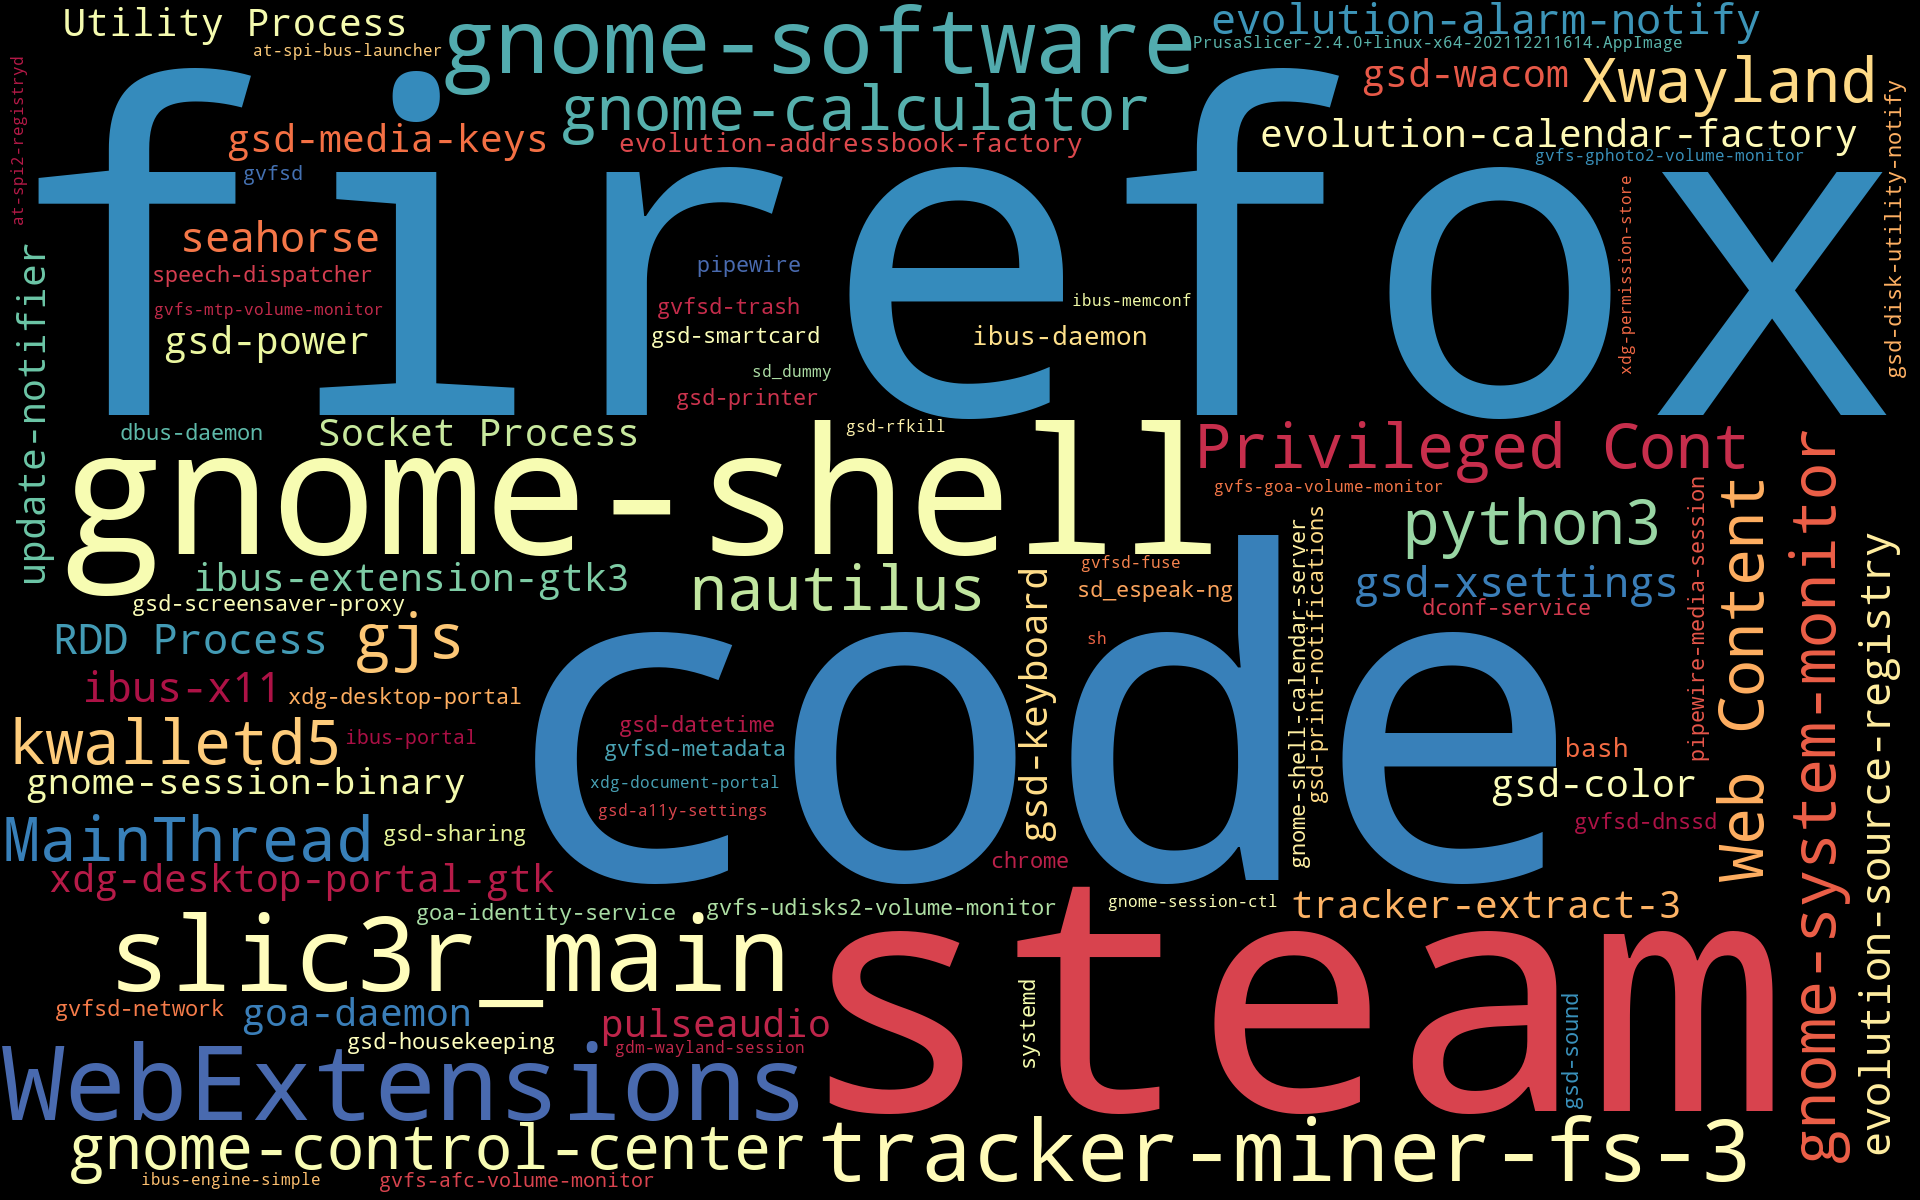 Utility Process
at-spi-bus-launcher
gnome-software
evolution-alarm-notify
PrusaSlicer-2.4.0+linux-x64-202112211614.AppImage
gsd-wacom
Xwayland
at-spi2-registryd
firefox
gnome-calculator
gsd-media-keys
evolution-addressbook-factory
evolution-calendar-factory
gvfs-gphoto2-volume-monitor
gsd-disk-utility-notify
gvfsd
xdg-permission-store
seahorse
speech-dispatcher
pipewire
gvfs-mtp-volume-monitor
gvfsd-trash
ibus-memconf
gsd-power
gsd-smartcard
ibus-daemon
sd_dummy
gsd-printer
update-notifier
dbus-daemon
Socket Process
gsd-rfkill
gnome-shell
Privileged Cont
gvfs-goa-volume-monitor
python3
pipewire-media-session
Web Content
gnome-system-monitor
evolution-source-registry
ibus-extension-gtk3
nautilus
gvfsd-fuse
sd_espeak-ng
gsd-xsettings
dconf-service
gsd-screensaver-proxy
gsd-keyboard
gnome-shell-calendar-server
gsd-print-notifications
RDD Process
gjs
sh
code
ibus-x11
xdg-desktop-portal
kwalletd5
ibus-portal
gsd-datetime
gvfsd-metadata
bash
gnome-session-binary
xdg-document-portal
gsd-color
gsd-a11y-settings
MainThread
gsd-sharing
gvfsd-dnssd
chrome
xdg-desktop-portal-gtk
goa-identity-service
gvfs-udisks2-volume-monitor
gnome-session-ctl
tracker-extract-3
slic3r_main
steam
gvfsd-network
goa-daemon
pulseaudio
systemd
gsd-sound
gsd-housekeeping
gdm-wayland-session
WebExtensions
gnome-control-center
tracker-miner-fs-3
ibus-engine-simple
gvfs-afc-volume-monitor